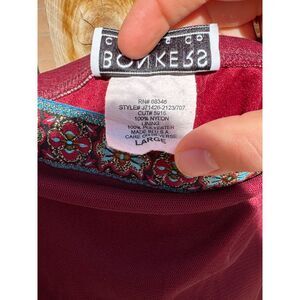 BONKERS
RN# 68346
STYLE# J71426-2123/707
CUT# 5916
100% NYLON
LINING
100% POLYESTER
MADE IN U.S.A.
CARE ON REVERSE
LARGE